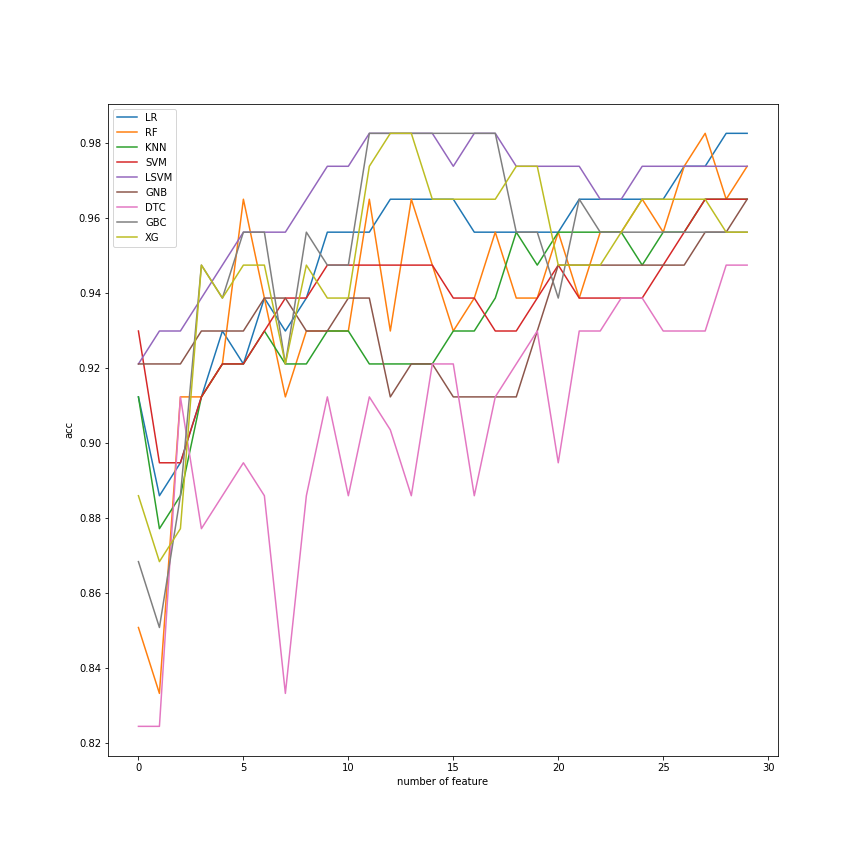 LR
RF
KNN
SVM
LSVM
GNB
DTC
GBC
XG
0.98
0.96
0.94
0.92
0.90
0.88
0.86
0.84
0.82
acc
0 5 10 15 20 25 30
number of feature